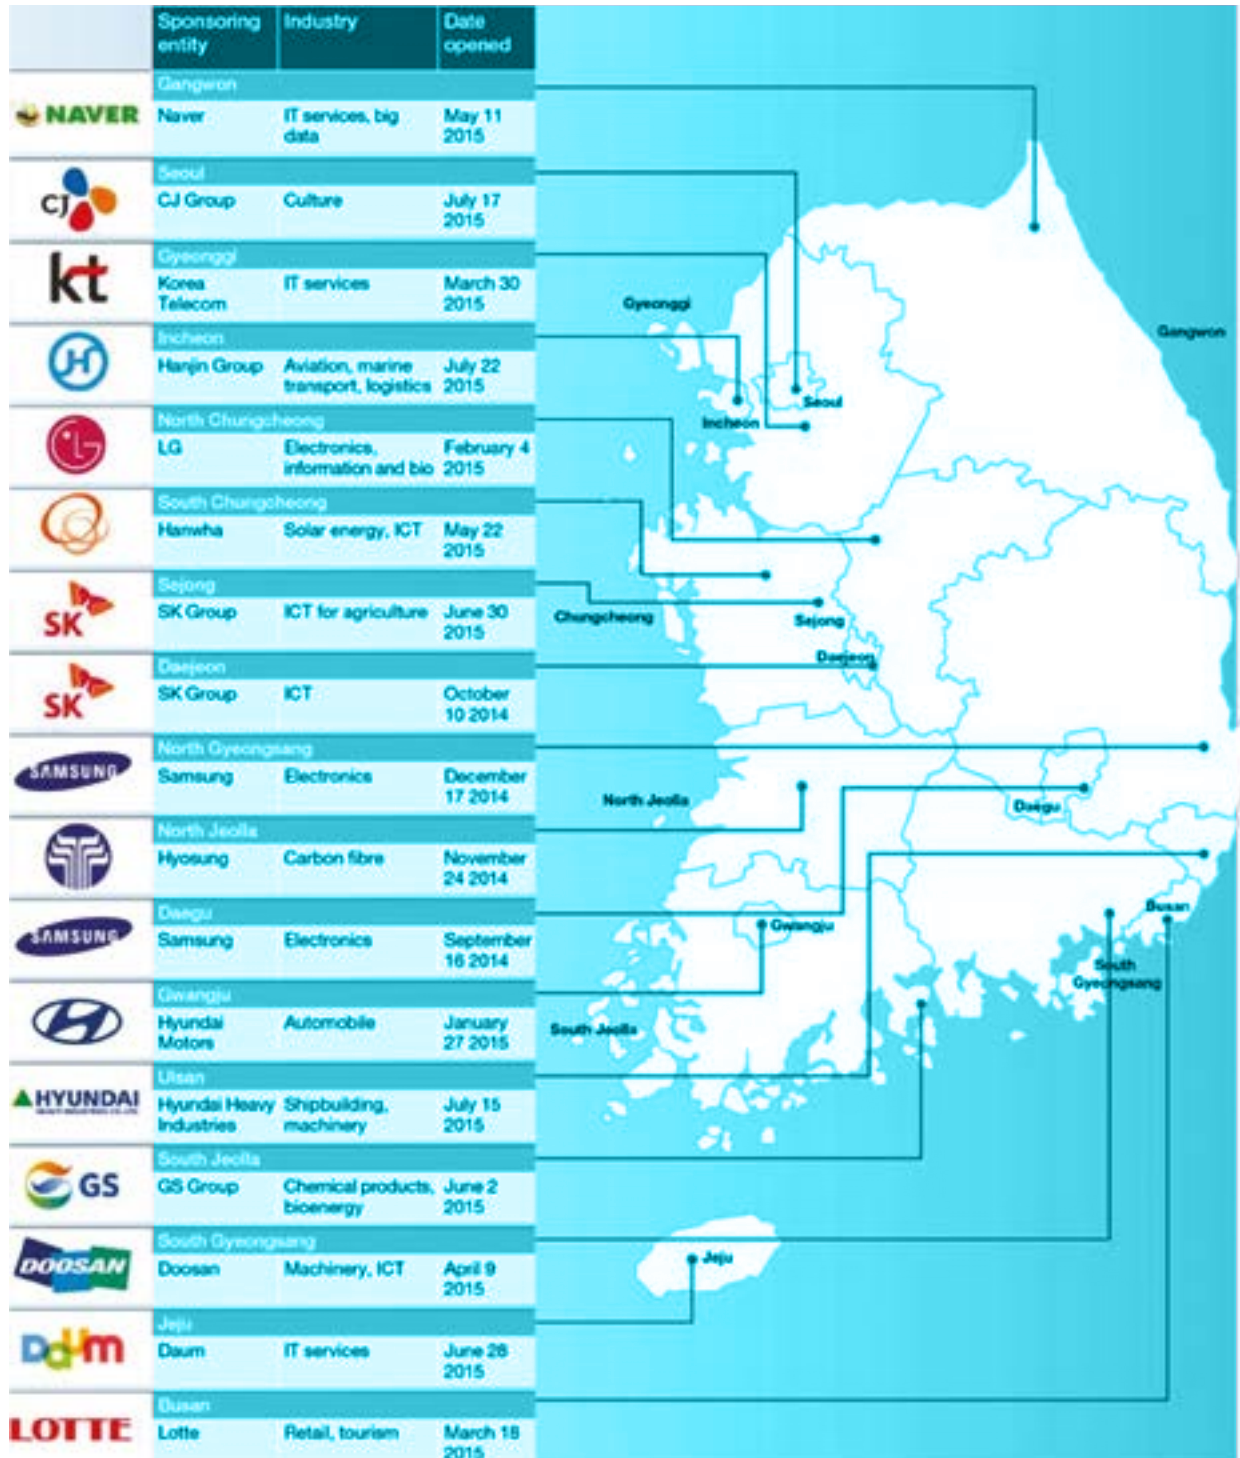 Sponsoring Industry Date
entity opened
Gangwon
NAVER Naver IT services, big May 11
data 2015
Seoul
CJ CJ Group Culture July 17
2015
Gyeonggi
kt Korea IT services March 30
Telecom 2015
Incheon
H Hanjin Group Aviation, marine July 22
transport, logistics 2015
North Chungcheong
LG LG Electronics, February 4
information and bio 2015
South Chungcheong
Hanwha Solar energy, ICT May 22
2015
Sejong
SK SK Group ICT for agriculture June 30
2015
Daejeon
SK SK Group ICT October
10 2014
North Gyeongsang
SAMSUNG Samsung Electronics December
17 2014
North Jeolla
Hyosung Carbon fibre November
24 2014
Daegu
SAMSUNG Samsung Electronics September
16 2014
Gwangju
Hyundai Automobile January
Motors 27 2015
Ulsan
HYUNDAI Hyundai Heavy Shipbuilding, July 15
Industries machinery 2015
South Jeolla
GS GS Group Chemical products, June 2
bioenergy 2015
South Gyeongsang
DOOSAN Doosan Machinery, ICT April 9
2015
Jeju
Daum Daum IT services June 26
2015
Busan
LOTTE Lotte Retail, tourism March 18
2015
Gyeonggi
Gangwon
Seoul
Incheon
Chungcheong
Sejong
Daejeon
North Jeolla
Daegu
Busan
Gwangju
South
Gyeongsang
South Jeolla
Jeju